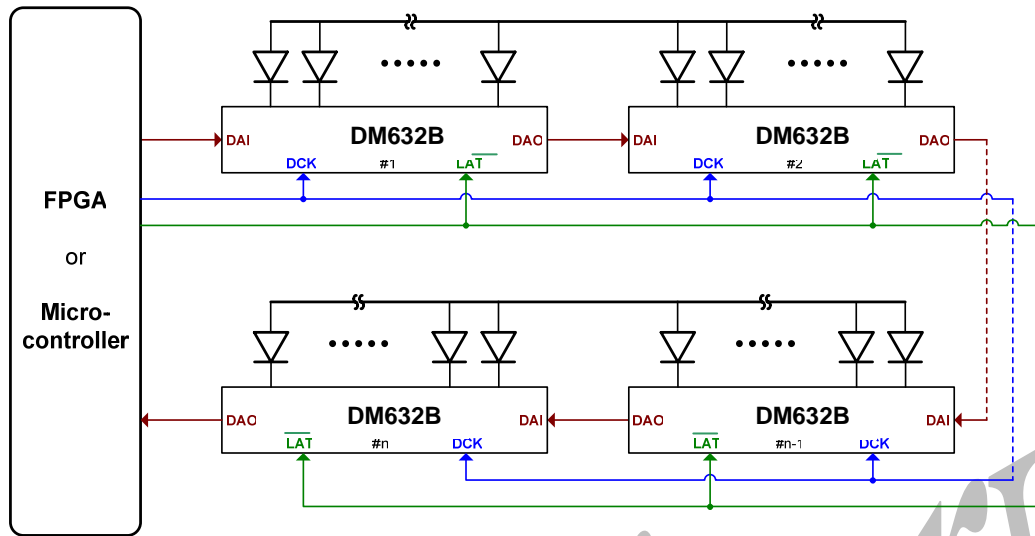 FPGA
or
Micro-
controller
DM632B
DAI
DAO
DCK
#1
LAT
DM632B
DAI
DAO
DCK
#2
LAT
DM632B
DAO
DAI
LAT
#n
DCK
DM632B
DAO
DAI
LAT
#n-1
DCK